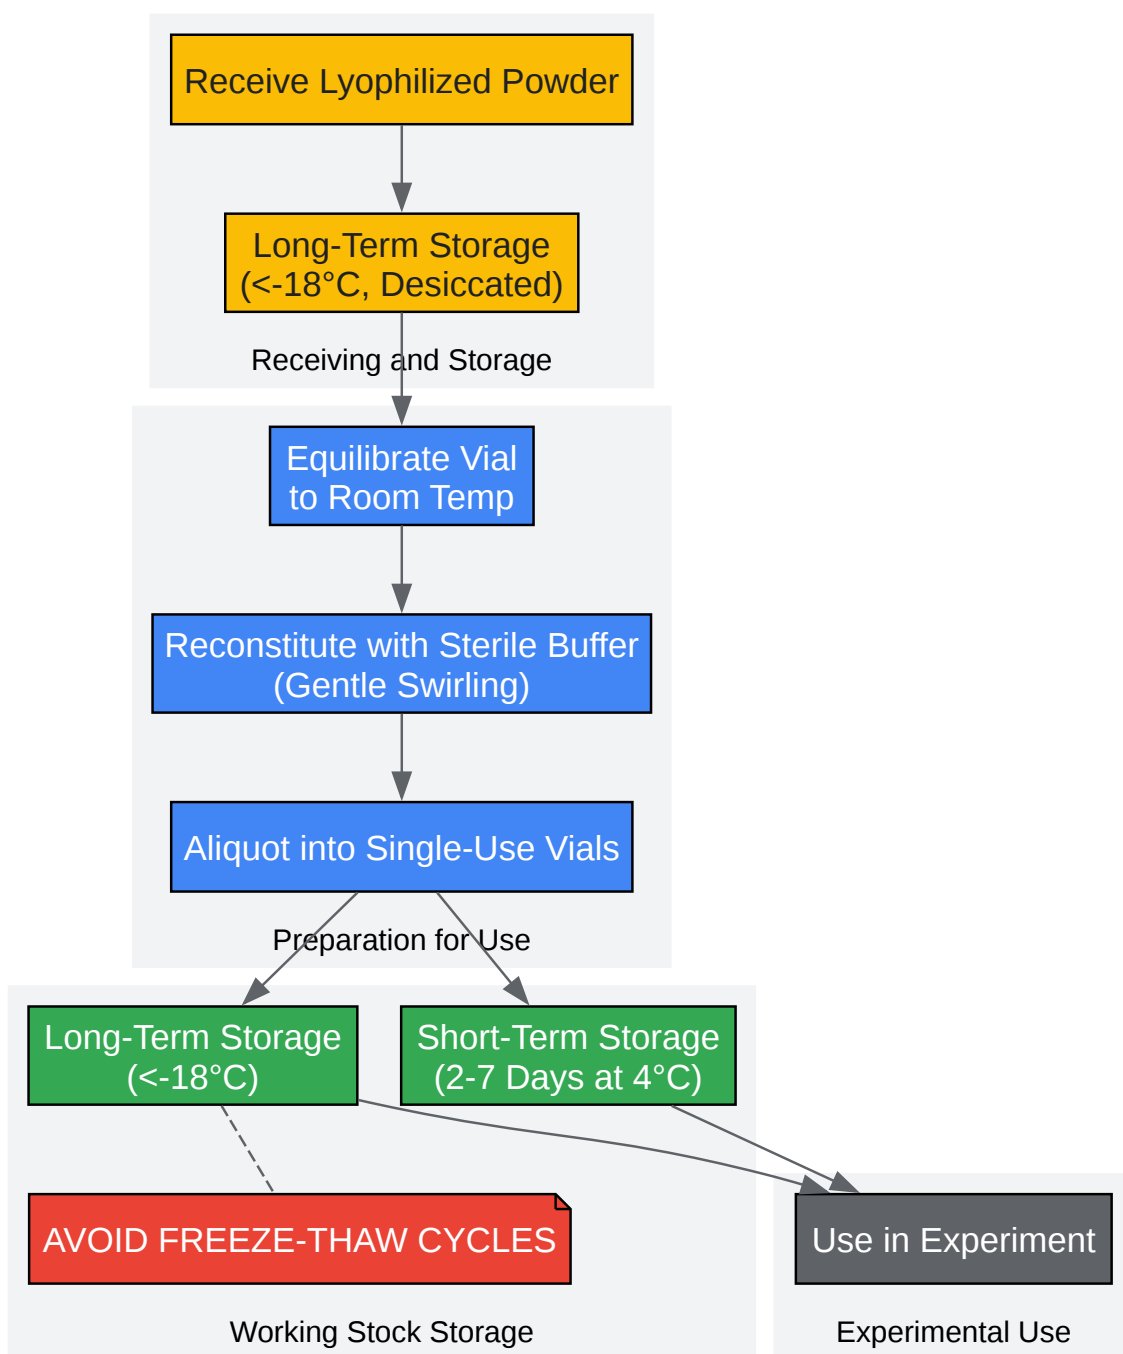 Receive Lyophilized Powder
Long-Term Storage
(<-18°C, Desiccated)
Receiving and Storage
Equilibrate Vial
to Room Temp
Reconstitute with Sterile Buffer
(Gentle Swirling)
Aliquot into Single-Use Vials
Preparation for Use
Long-Term Storage
(<-18°C)
Short-Term Storage
(2-7 Days at 4°C)
AVOID FREEZE-THAW CYCLES
Use in Experiment
Working Stock Storage
Experimental Use